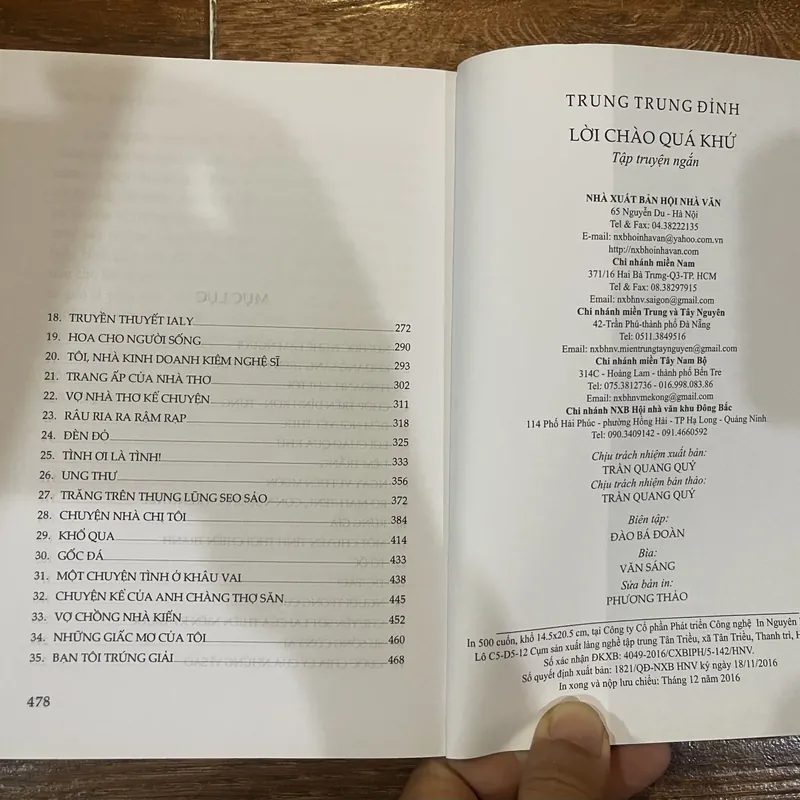 18. TRUYỀN THUYẾT IALY 272
19. HOA CHO NGƯỜI SỐNG 290
20. TÔI, NHÀ KINH DOANH KIÊM NGHỆ SĨ 293
21. TRANG ẤP CỦA NHÀ THƠ 302
22. VỢ NHÀ THƠ KỂ CHUYỆN 311
23. RÂU RIA RA RẬM RẠP 318
24. ĐÈN ĐỎ 325
25. TÌNH ƠI LÀ TÌNH! 333
26. UNG THƯ 356
27. TRĂNG TRÊN THUNG LŨNG SEO SẢO 372
28. CHUYỆN NHÀ CHỊ TÔI 384
29. KHỔ QUA 414
30. GỐC ĐÁ 433
31. MỘT CHUYỆN TÌNH Ở KHÂU VAI 438
32. CHUYỆN KỂ CỦA ANH CHÀNG THỢ SĂN 445
33. VỢ CHỒNG NHÀ KIẾN 452
34. NHỮNG GIẤC MƠ CỦA TÔI 460
35. BẠN TÔI TRÚNG GIẢI 468
478
TRUNG TRUNG ĐỈNH
LỜI CHÀO QUÁ KHỨ
Tập truyện ngắn
NHÀ XUẤT BẢN HỘI NHÀ VĂN
65 Nguyễn Du - Hà Nội
Tel & Fax: 04.38222135
E-mail: nxbhoinhavan@yahoo.com.vn
http://nxbhoinhavan.com
Chi nhánh miền Nam
371/16 Hai Bà Trưng-Q3-TP. HCM
Tel & Fax: 08.38297915
Email: nxbhnv.saigon@gmail.com
Chi nhánh miền Trung và Tây Nguyên
42-Trần Phú-thành phố Đà Nẵng
Tel: 0511.3849516
Email: nxbhnv.mientrungtaynguyen@gmail.com
Chi nhánh miền Tây Nam Bộ
314C - Hoàng Lam - thành phố Bến Tre
Tel: 075.3812736 - 016.998.083.86
Email: nxbhnvmekong@gmail.com
Chi nhánh NXB Hội nhà văn khu Đông Bắc
114 Phố Hải Phúc - phường Hồng Hải - TP Hạ Long - Quảng Ninh
Tel: 090.3409142 - 091.4660592
Chịu trách nhiệm xuất bản:
TRẦN QUANG QUÝ
Chịu trách nhiệm bản thảo:
TRẦN QUANG QUÝ
Biên tập:
ĐÀO BÁ ĐOÀN
Bìa:
VĂN SÁNG
Sửa bản in:
PHƯƠNG THẢO
In 500 cuốn, khổ 14.5x20.5 cm, tại Công ty Cổ phần Phát triển Công nghệ In Nguyễn
Lô C5-D5-12 Cụm sản xuất làng nghề tập trung Tân Triều, xã Tân Triều, Thanh trì, H
Số xác nhận ĐKXB: 4049-2016/CXBIPH/5-142/HNV.
Số quyết định xuất bản: 1821/QĐ-NXB HNV ký ngày 18/11/2016
In xong và nộp lưu chiểu: Tháng 12 năm 2016